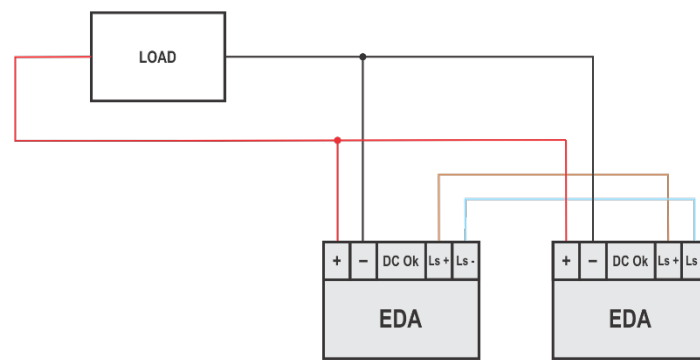 LOAD
+ – DC Ok Ls + Ls -
+ – DC Ok Ls + Ls
EDA
EDA